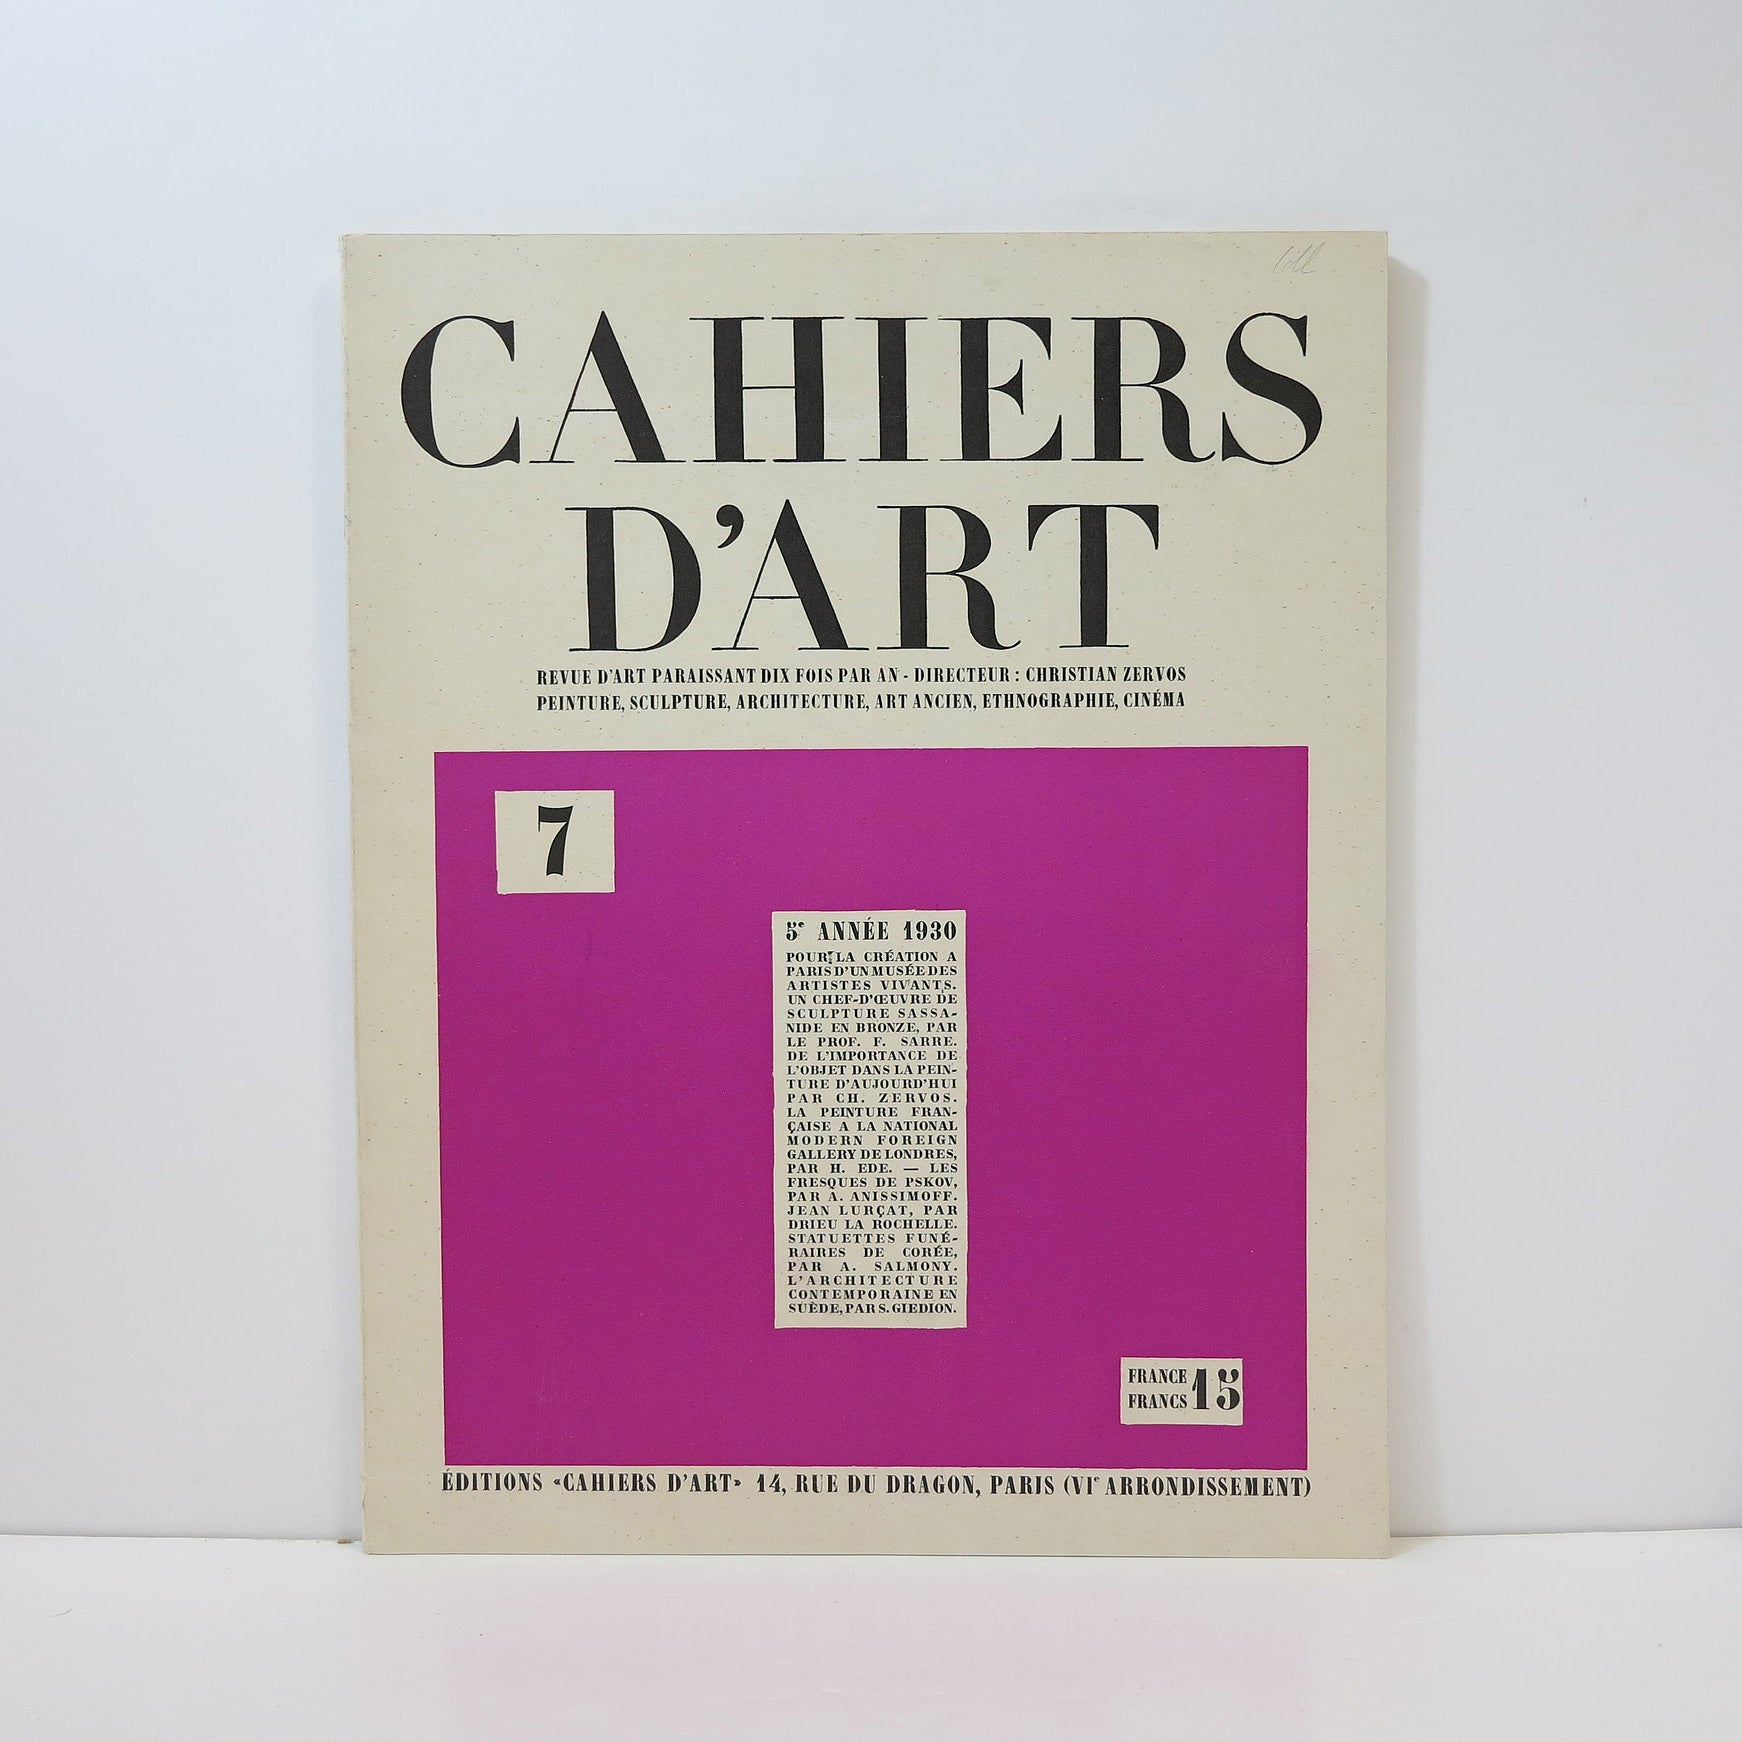 CAHIERS
D'ART
REVUE D'ART PARAISSANT DIX FOIS PAR AN - DIRECTEUR : CHRISTIAN ZERVOS
PEINTURE, SCULPTURE, ARCHITECTURE, ART ANCIEN, ETHNOGRAPHIE, CINÉMA
7
5e ANNÉE 1930
POUR LA CRÉATION A
PARIS D'UN MUSÉE DES
ARTISTES VIVANTS.
UN CHEF-D'ŒUVRE DE
SCULPTURE SASSA-
NIDE EN BRONZE, PAR
LE PROF. F. SARRE.
DE L'IMPORTANCE DE
L'OBJET DANS LA PEIN-
TURE D'AUJOURD'HUI
PAR CH. ZERVOS.
LA PEINTURE FRAN-
ÇAISE A LA NATIONAL
MODERN FOREIGN
GALLERY DE LONDRES,
PAR H. EDE. — LES
FRESQUES DE PSKOV,
PAR A. ANISSIMOFF.
JEAN LURÇAT, PAR
DRIEU LA ROCHELLE.
STATUETTES FUNÉ-
RAIRES DE CORÉE,
PAR A. SALMONY.
L'ARCHITECTURE
CONTEMPORAINE EN
SUÈDE, PAR S. GIEDION.
FRANCE
FRANCS 15
ÉDITIONS «CAHIERS D'ART» 14, RUE DU DRAGON, PARIS (VIe ARRONDISSEMENT)